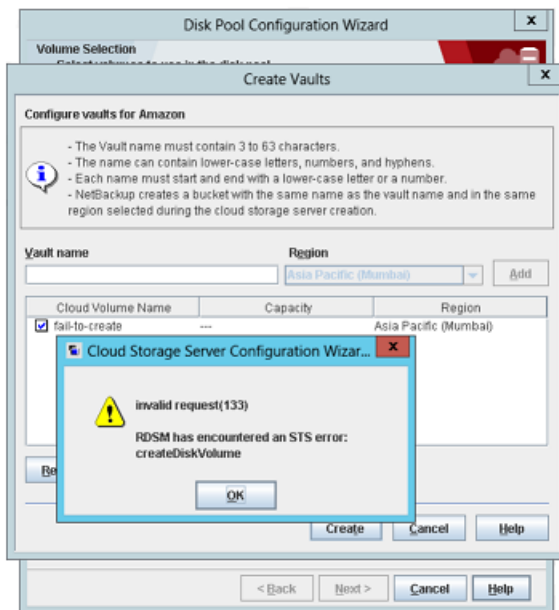 Disk Pool Configuration Wizard
x
Volume Selection
Create Vaults
x
Configure vaults for Amazon
- The Vault name must contain 3 to 63 characters.
- The name can contain lower-case letters, numbers, and hyphens.
- Each name must start and end with a lower-case letter or a number.
- NetBackup creates a bucket with the same name as the vault name and in the same
region selected during the cloud storage server creation.
Vault name Region
Asia Pacific (Mumbai) Add
Cloud Volume Name Capacity Region
fail-to-create --- Asia Pacific (Mumbai)
Cloud Storage Server Configuration Wizar... x
invalid request(133)
RDSM has encountered an STS error:
createDiskVolume
OK
Create Cancel Help
< Back Next > Cancel Help